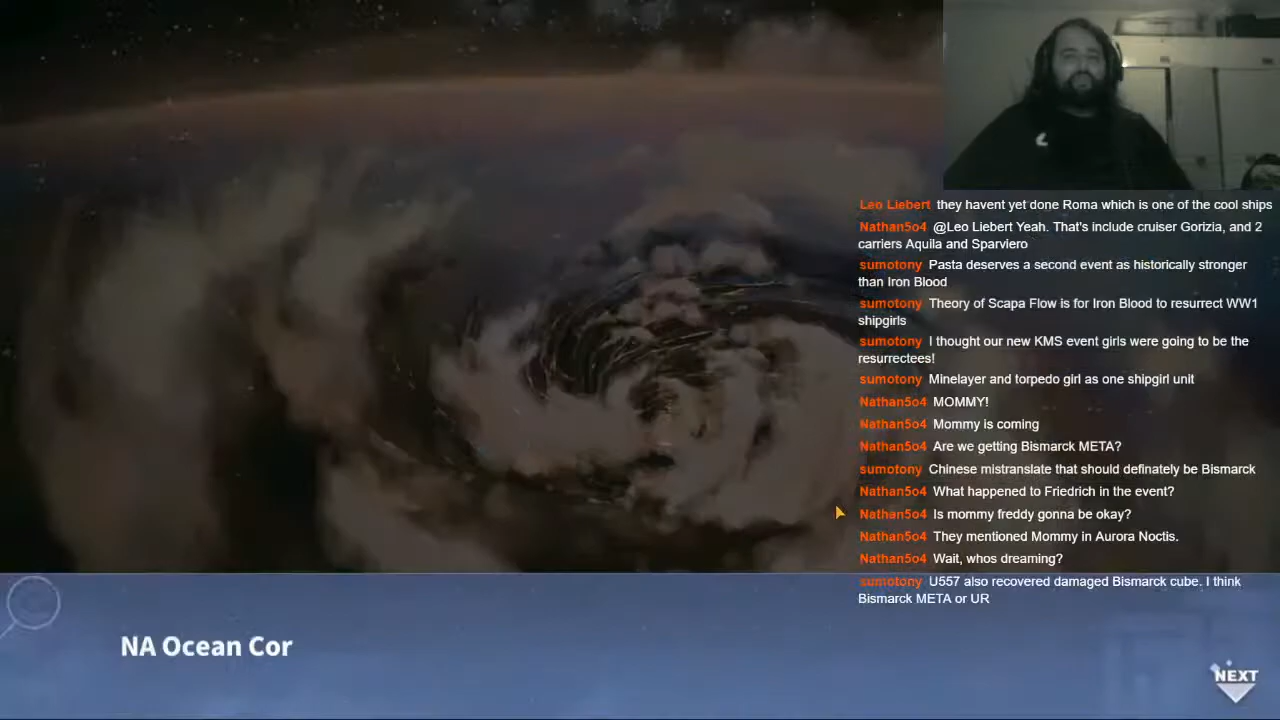 Leo Liebert they havent yet done Roma which is one of the cool ships
Nathan5o4 @Leo Liebert Yeah. That's include cruiser Gorizia, and 2
carriers Aquila and Sparviero
sumotony Pasta deserves a second event as historically stronger
than Iron Blood
sumotony Theory of Scapa Flow is for Iron Blood to resurrect WW1
shipgirls
sumotony I thought our new KMS event girls were going to be the
resurrectees!
sumotony Minelayer and torpedo girl as one shipgirl unit
Nathan5o4 MOMMY!
Nathan5o4 Mommy is coming
Nathan5o4 Are we getting Bismarck META?
sumotony Chinese mistranslate that should definately be Bismarck
Nathan5o4 What happened to Friedrich in the event?
Nathan5o4 Is mommy freddy gonna be okay?
Nathan5o4 They mentioned Mommy in Aurora Noctis.
Nathan5o4 Wait, whos dreaming?
sumotony U557 also recovered damaged Bismarck cube. I think
Bismarck META or UR
NA Ocean Cor
NEXT